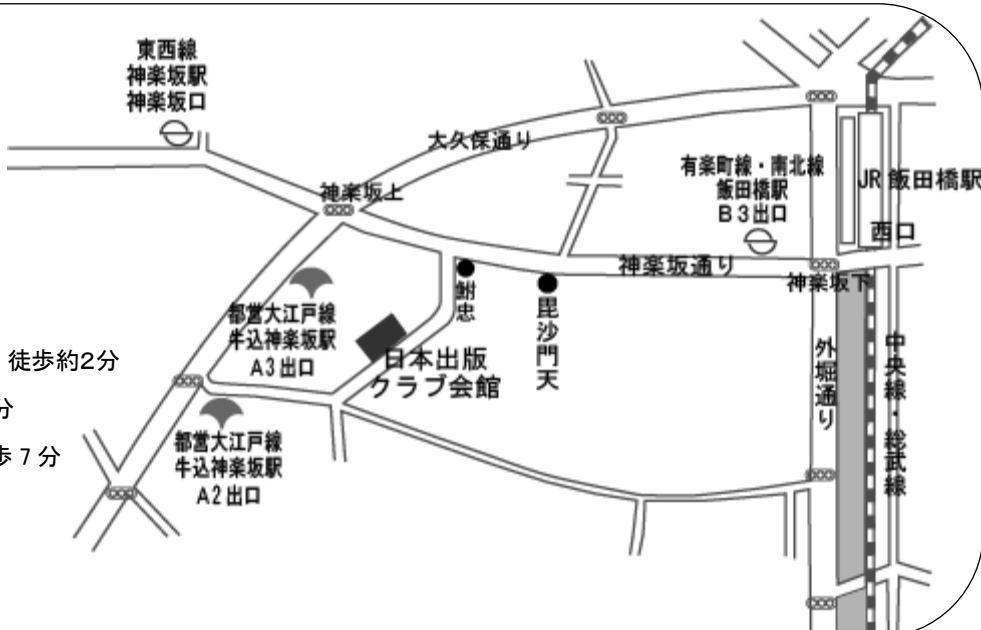 東西線
神楽坂駅
神楽坂口
大久保通り
神楽坂上
有楽町線・南北線
飯田橋駅
B3出口
JR 飯田橋駅
西口
神楽坂通り
神楽坂下
鮒忠
毘沙門天
都営大江戸線
牛込神楽坂駅
A3出口
日本出版
クラブ会館
外堀通り
中央線・総武線
徒歩約2分
分
歩7分
都営大江戸線
牛込神楽坂駅
A2出口